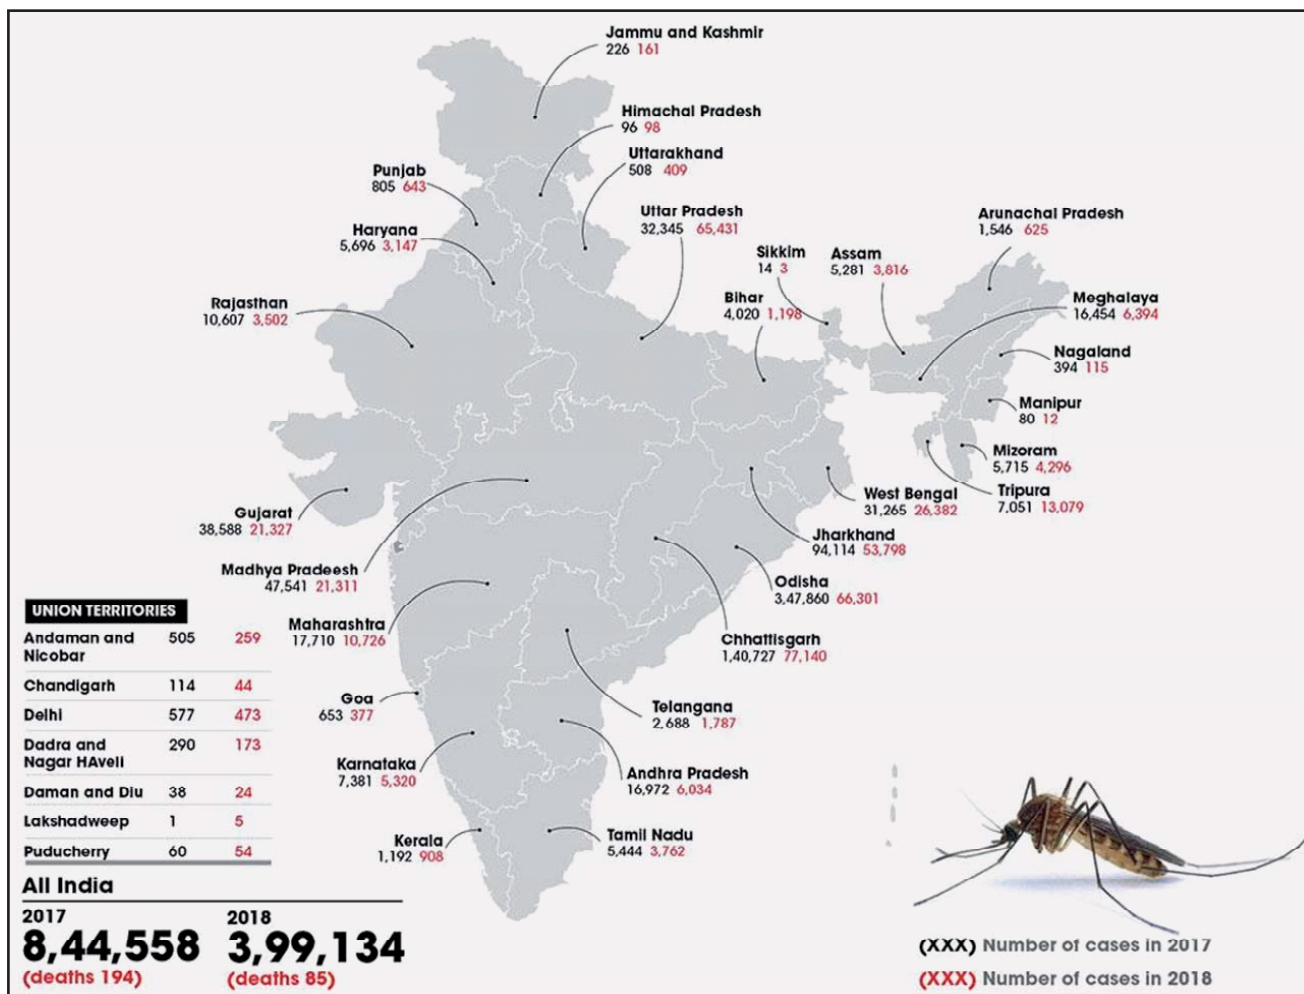 Jammu and Kashmir
226 161
Himachal Pradesh
96 98
Uttarakhand
508 409
Punjab
805 643
Haryana
5,696 3,147
Uttar Pradesh
32,345 65,431
Arunachal Pradesh
1,546 625
Sikkim
14 3
Assam
5,281 3,816
Bihar
4,020 1,198
Meghalaya
16,454 6,394
Rajasthan
10,607 3,502
Nagaland
394 115
Manipur
80 12
Mizoram
5,715 4,296
Tripura
7,051 13,079
West Bengal
31,265 26,382
Gujarat
38,588 21,327
Jharkhand
94,114 53,798
Madhya Pradeesh
47,541 21,311
Odisha
3,47,860 66,301
Maharashtra
17,710 10,726
Chhattisgarh
1,40,727 77,140
Goa
653 377
Telangana
2,688 1,787
Karnataka
7,381 5,320
Andhra Pradesh
16,972 6,034
Kerala
1,192 908
Tamil Nadu
5,444 3,762
UNION TERRITORIES
Andaman and 505 259
Nicobar
Chandigarh 114 44
Delhi 577 473
Dadra and 290 173
Nagar HAveli
Daman and Diu 38 24
Lakshadweep 1 5
Puducherry 60 54
All India
2017 2018
8,44,558 3,99,134
(deaths 194) (deaths 85)
(XXX) Number of cases in 2017
(XXX) Number of cases in 2018